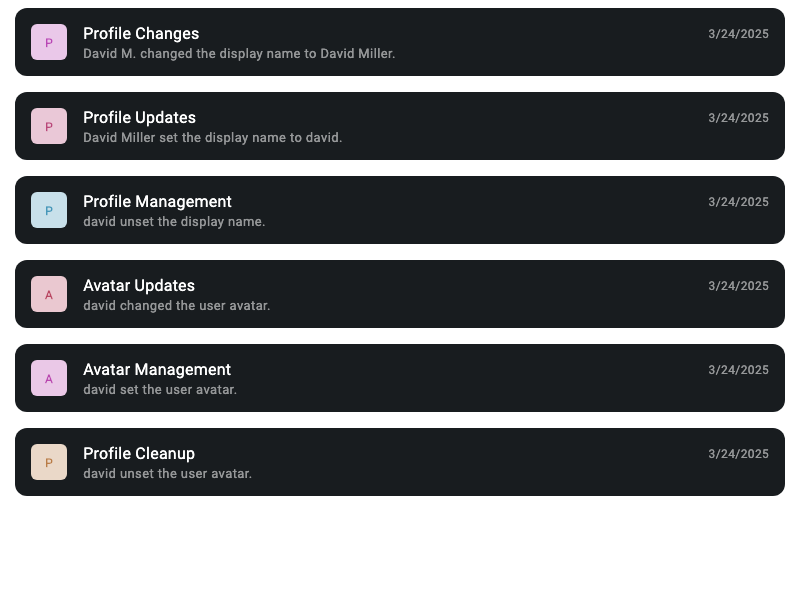 P
Profile Changes
3/24/2025
David M. changed the display name to David Miller.
P
Profile Updates
3/24/2025
David Miller set the display name to david.
P
Profile Management
3/24/2025
david unset the display name.
A
Avatar Updates
3/24/2025
david changed the user avatar.
A
Avatar Management
3/24/2025
david set the user avatar.
P
Profile Cleanup
3/24/2025
david unset the user avatar.